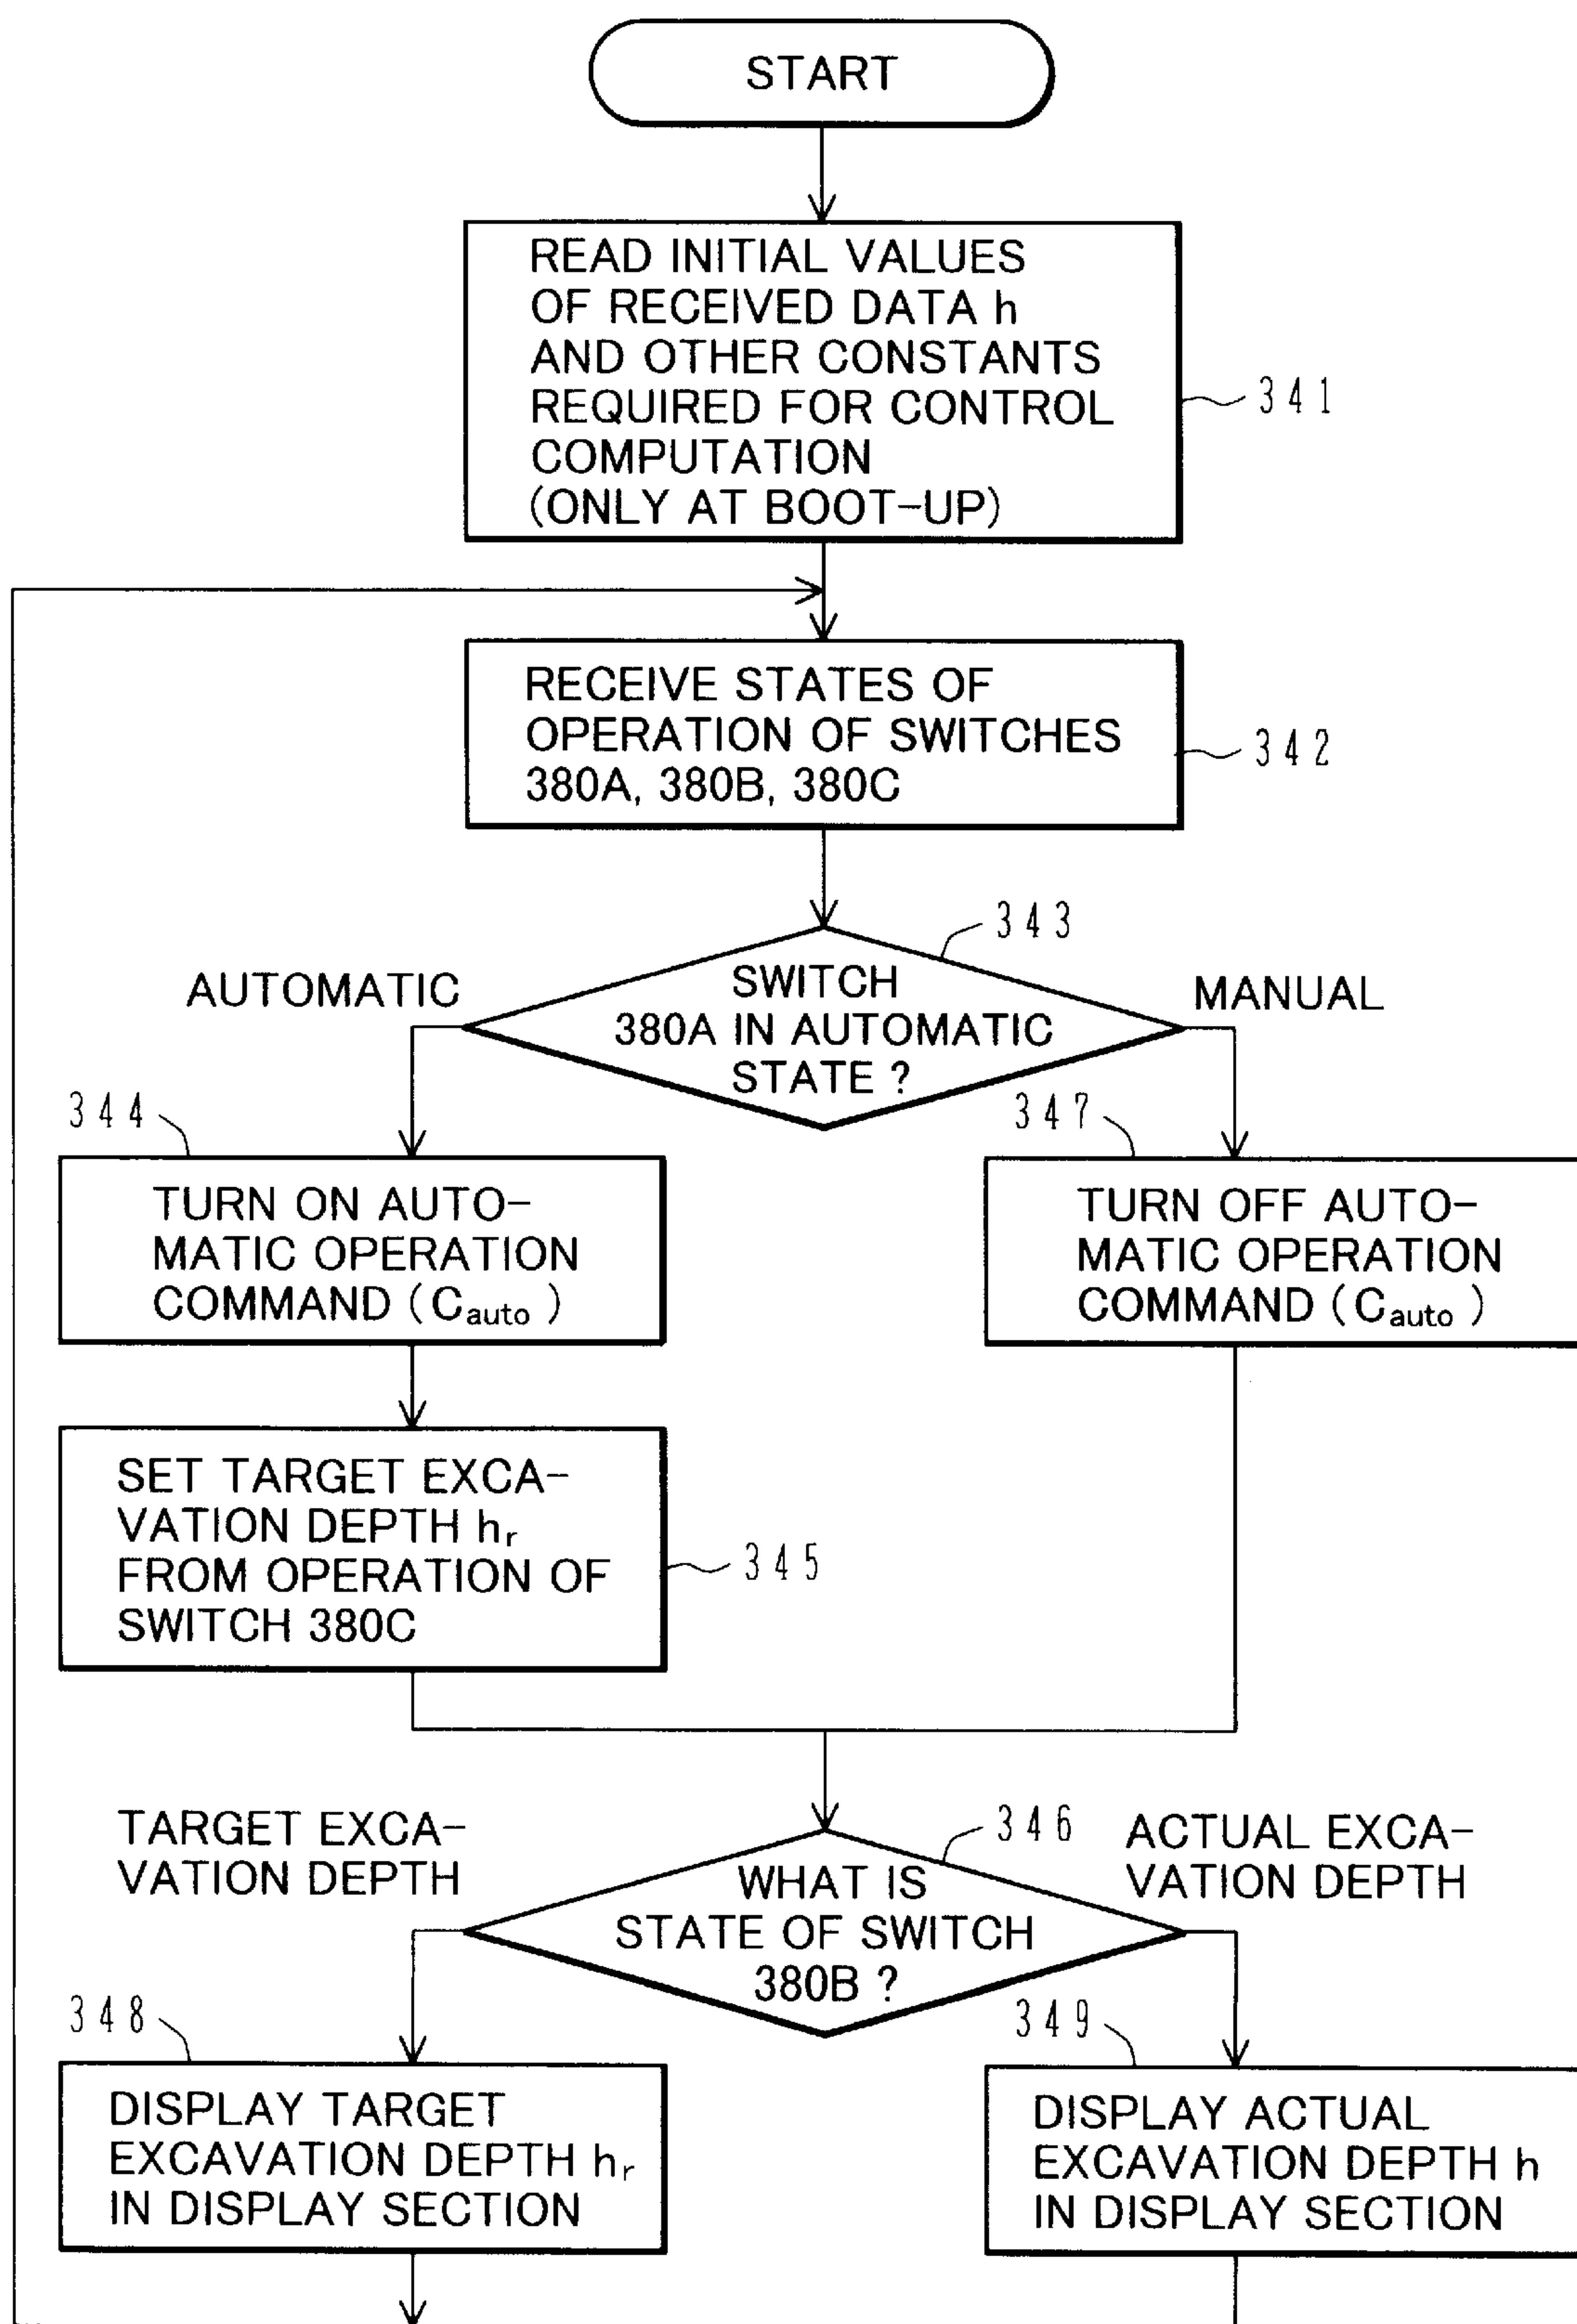 START
READ INITIAL VALUES
OF RECEIVED DATA h
AND OTHER CONSTANTS
REQUIRED FOR CONTROL
COMPUTATION
(ONLY AT BOOT-UP)
341
RECEIVE STATES OF
OPERATION OF SWITCHES
380A, 380B, 380C
342
343
AUTOMATIC
SWITCH
380A IN AUTOMATIC
STATE ?
MANUAL
344
TURN ON AUTO-
MATIC OPERATION
COMMAND (Cauto)
347
TURN OFF AUTO-
MATIC OPERATION
COMMAND (Cauto)
SET TARGET EXCA-
VATION DEPTH hr
FROM OPERATION OF
SWITCH 380C
345
TARGET EXCA-
VATION DEPTH
346
WHAT IS
STATE OF SWITCH
380B ?
ACTUAL EXCA-
VATION DEPTH
348
DISPLAY TARGET
EXCAVATION DEPTH hr
IN DISPLAY SECTION
349
DISPLAY ACTUAL
EXCAVATION DEPTH h
IN DISPLAY SECTION